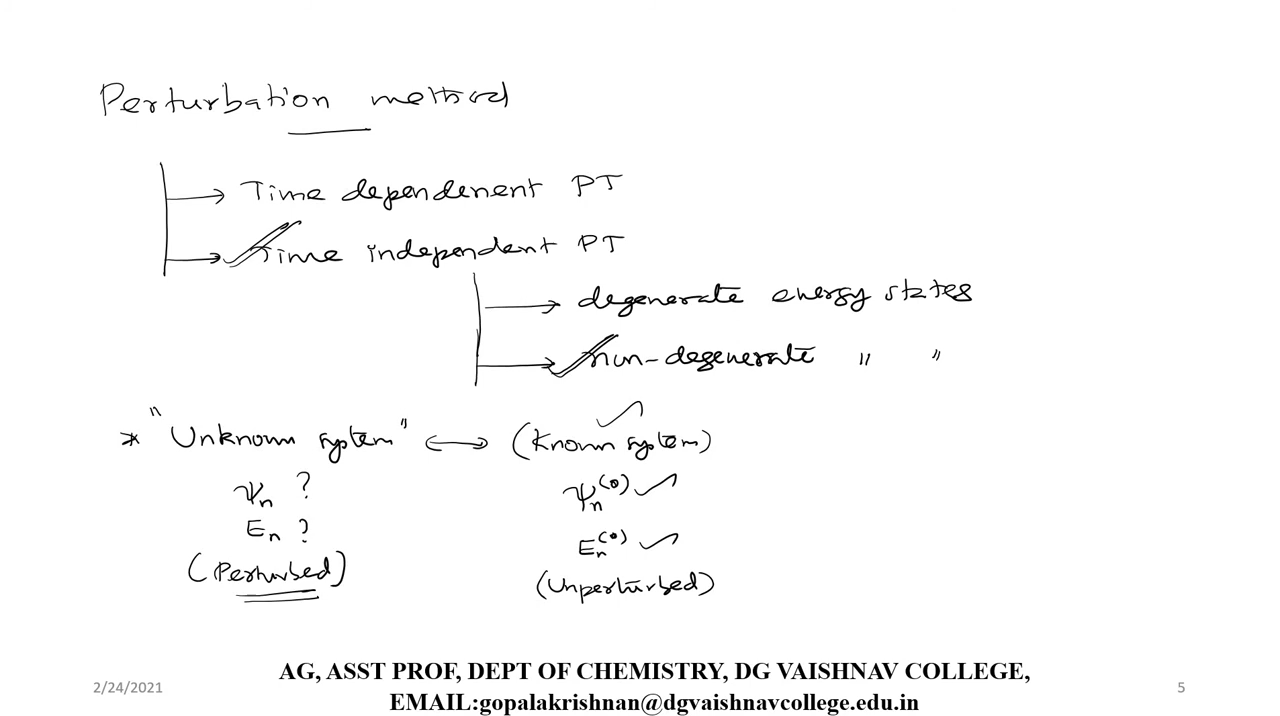 Perturbation method
Time dependenent PT
Time independent PT
degenerate energy states
non-degenerate " "
* "Unknown system" ↔ (Known system)
ψn ? ψn(0) ✓
En ? En(0) ✓
(Perturbed) (Unperturbed)
AG, ASST PROF, DEPT OF CHEMISTRY, DG VAISHNAV COLLEGE,
2/24/2021 EMAIL:gopalakrishnan@dgvaishnavcollege.edu.in 5